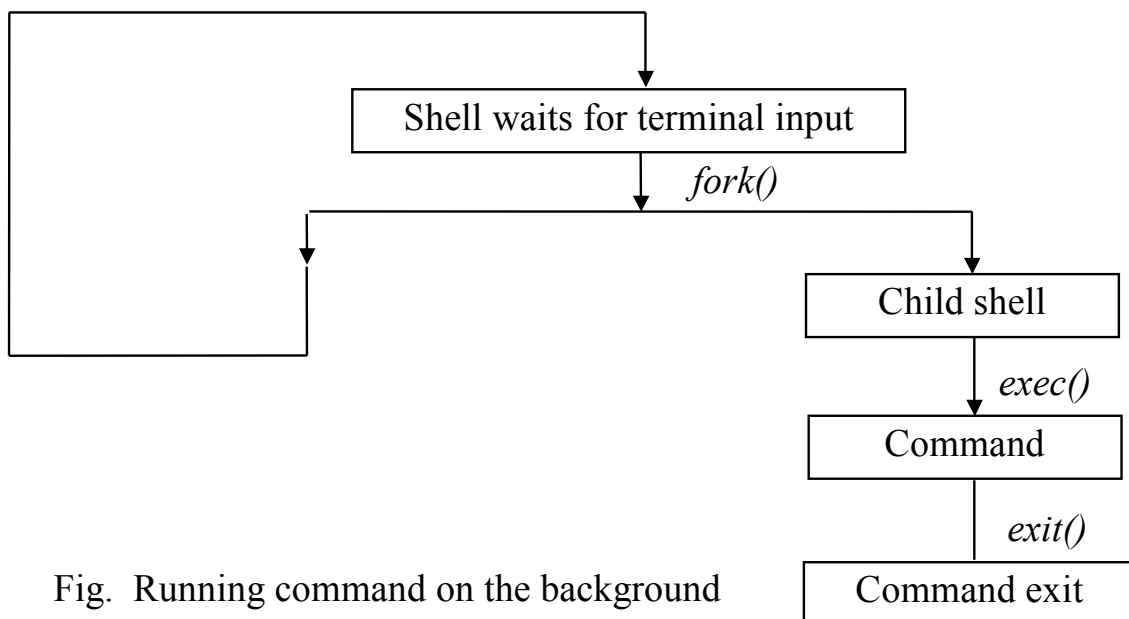 Shell waits for terminal input
fork()
Child shell
exec()
Command
exit()
Fig. Running command on the background
Command exit